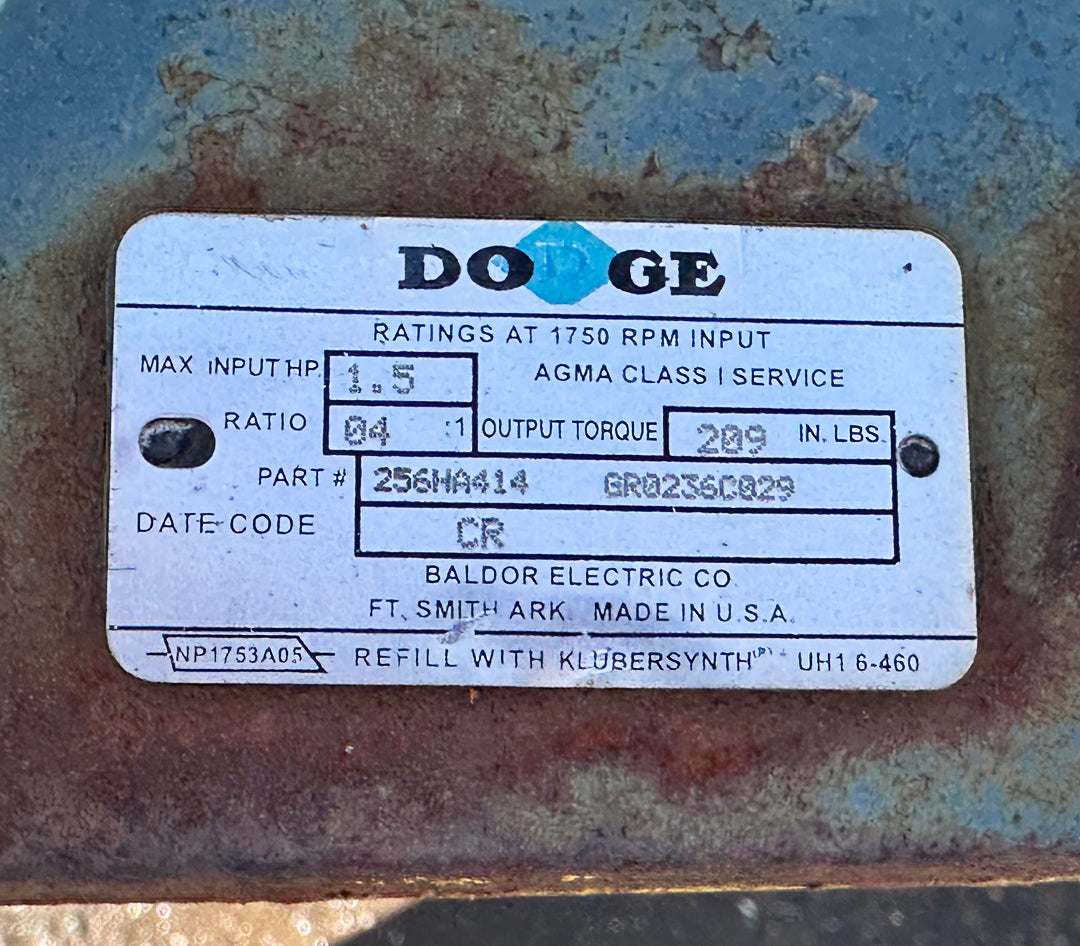 DODGE
RATINGS AT 1750 RPM INPUT
MAX INPUT HP. 1.5 AGMA CLASS I SERVICE
RATIO 04 :1 OUTPUT TORQUE 209 IN. LBS.
PART # 256HA414 GR0236C029
DATE CODE CR
BALDOR ELECTRIC CO.
FT. SMITH ARK. MADE IN U.S.A.
NP1753A05 REFILL WITH KLUBERSYNTH(R) UH1 6-460